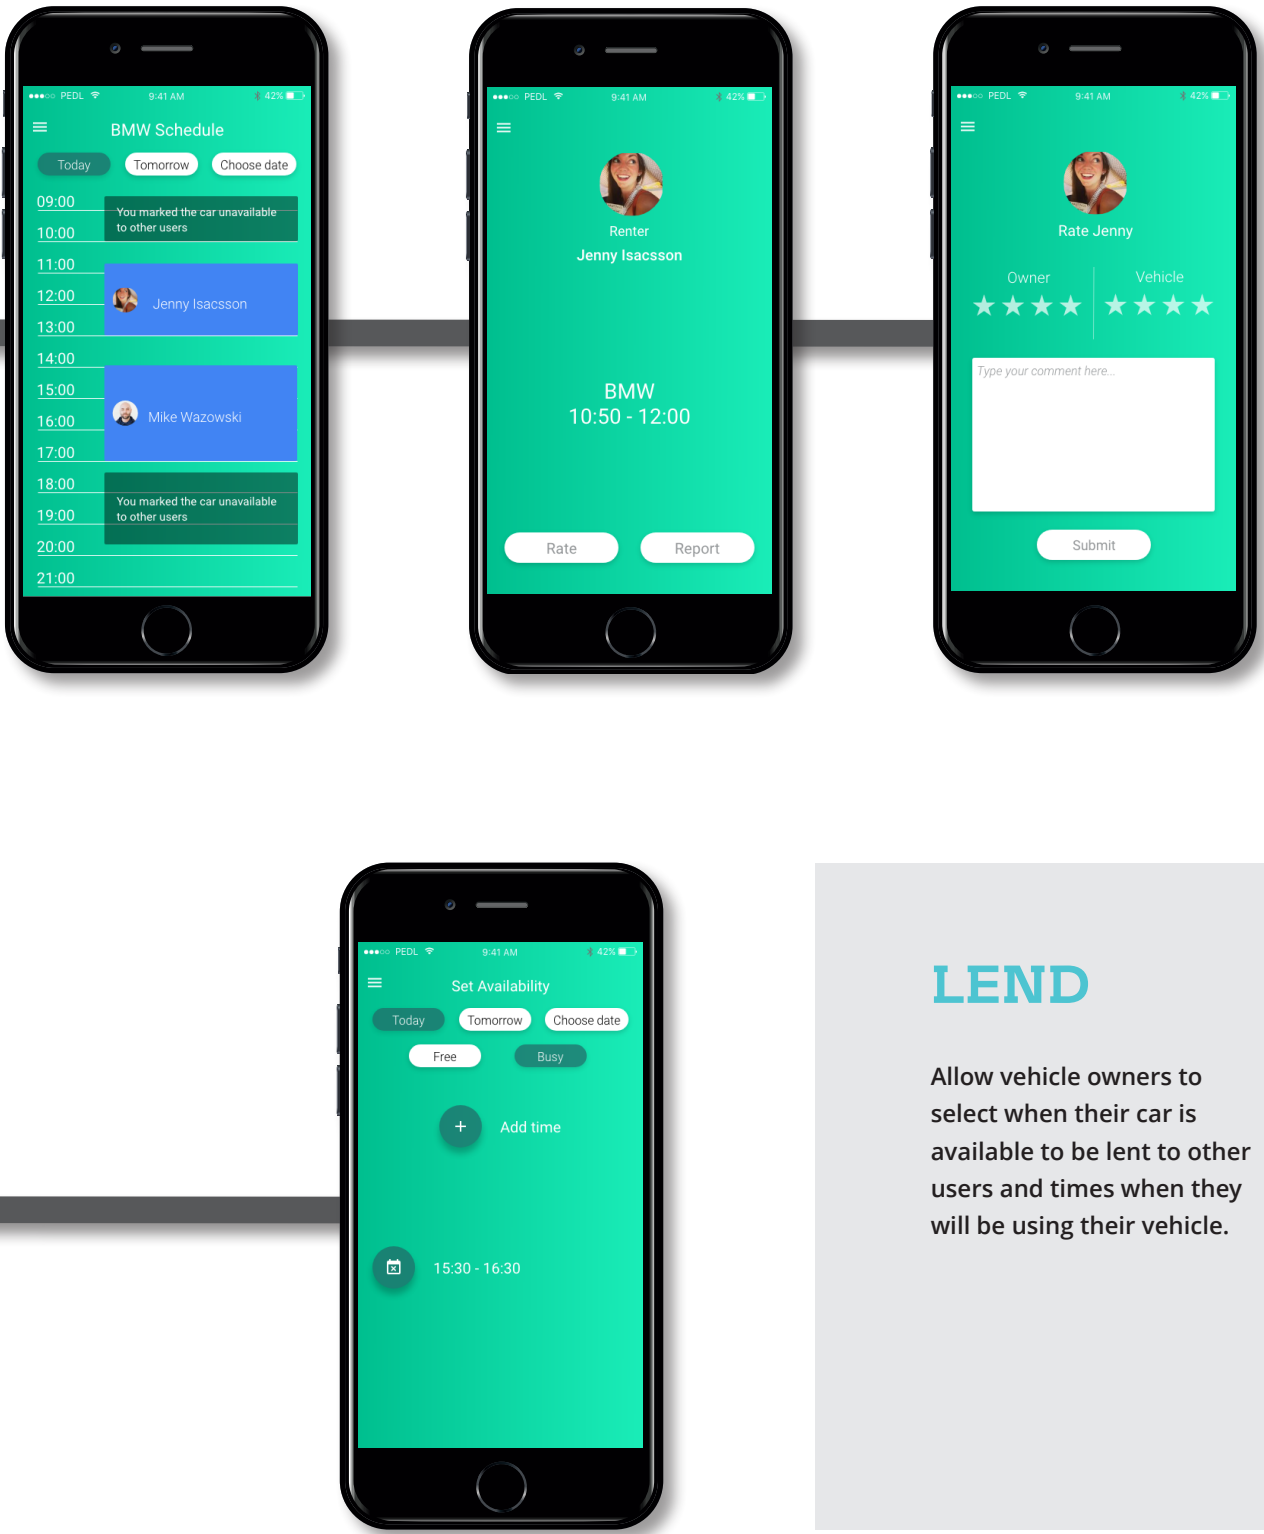 PEDL 9:41 AM 42%
BMW Schedule
Today Tomorrow Choose date
09:00
You marked the car unavailable
to other users
10:00
11:00
12:00
Jenny Isacsson
13:00
14:00
15:00
16:00
Mike Wazowski
17:00
18:00
You marked the car unavailable
to other users
19:00
20:00
21:00
PEDL 9:41 AM 42%
Renter
Jenny Isacsson
BMW
10:50 - 12:00
Rate Report
PEDL 9:41 AM 42%
Rate Jenny
Owner Vehicle
Type your comment here...
Submit
PEDL 9:41 AM 42%
Set Availability
Today Tomorrow Choose date
Free Busy
+ Add time
15:30 - 16:30
LEND
Allow vehicle owners to
select when their car is
available to be lent to other
users and times when they
will be using their vehicle.